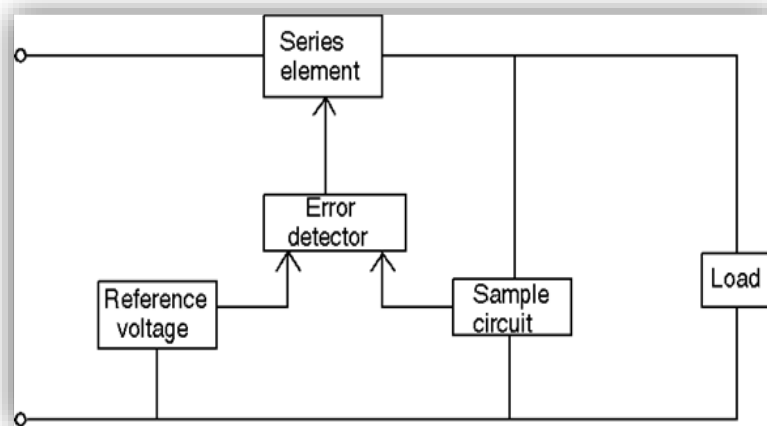 Series
element
Error
detector
Reference
voltage
Sample
circuit
Load